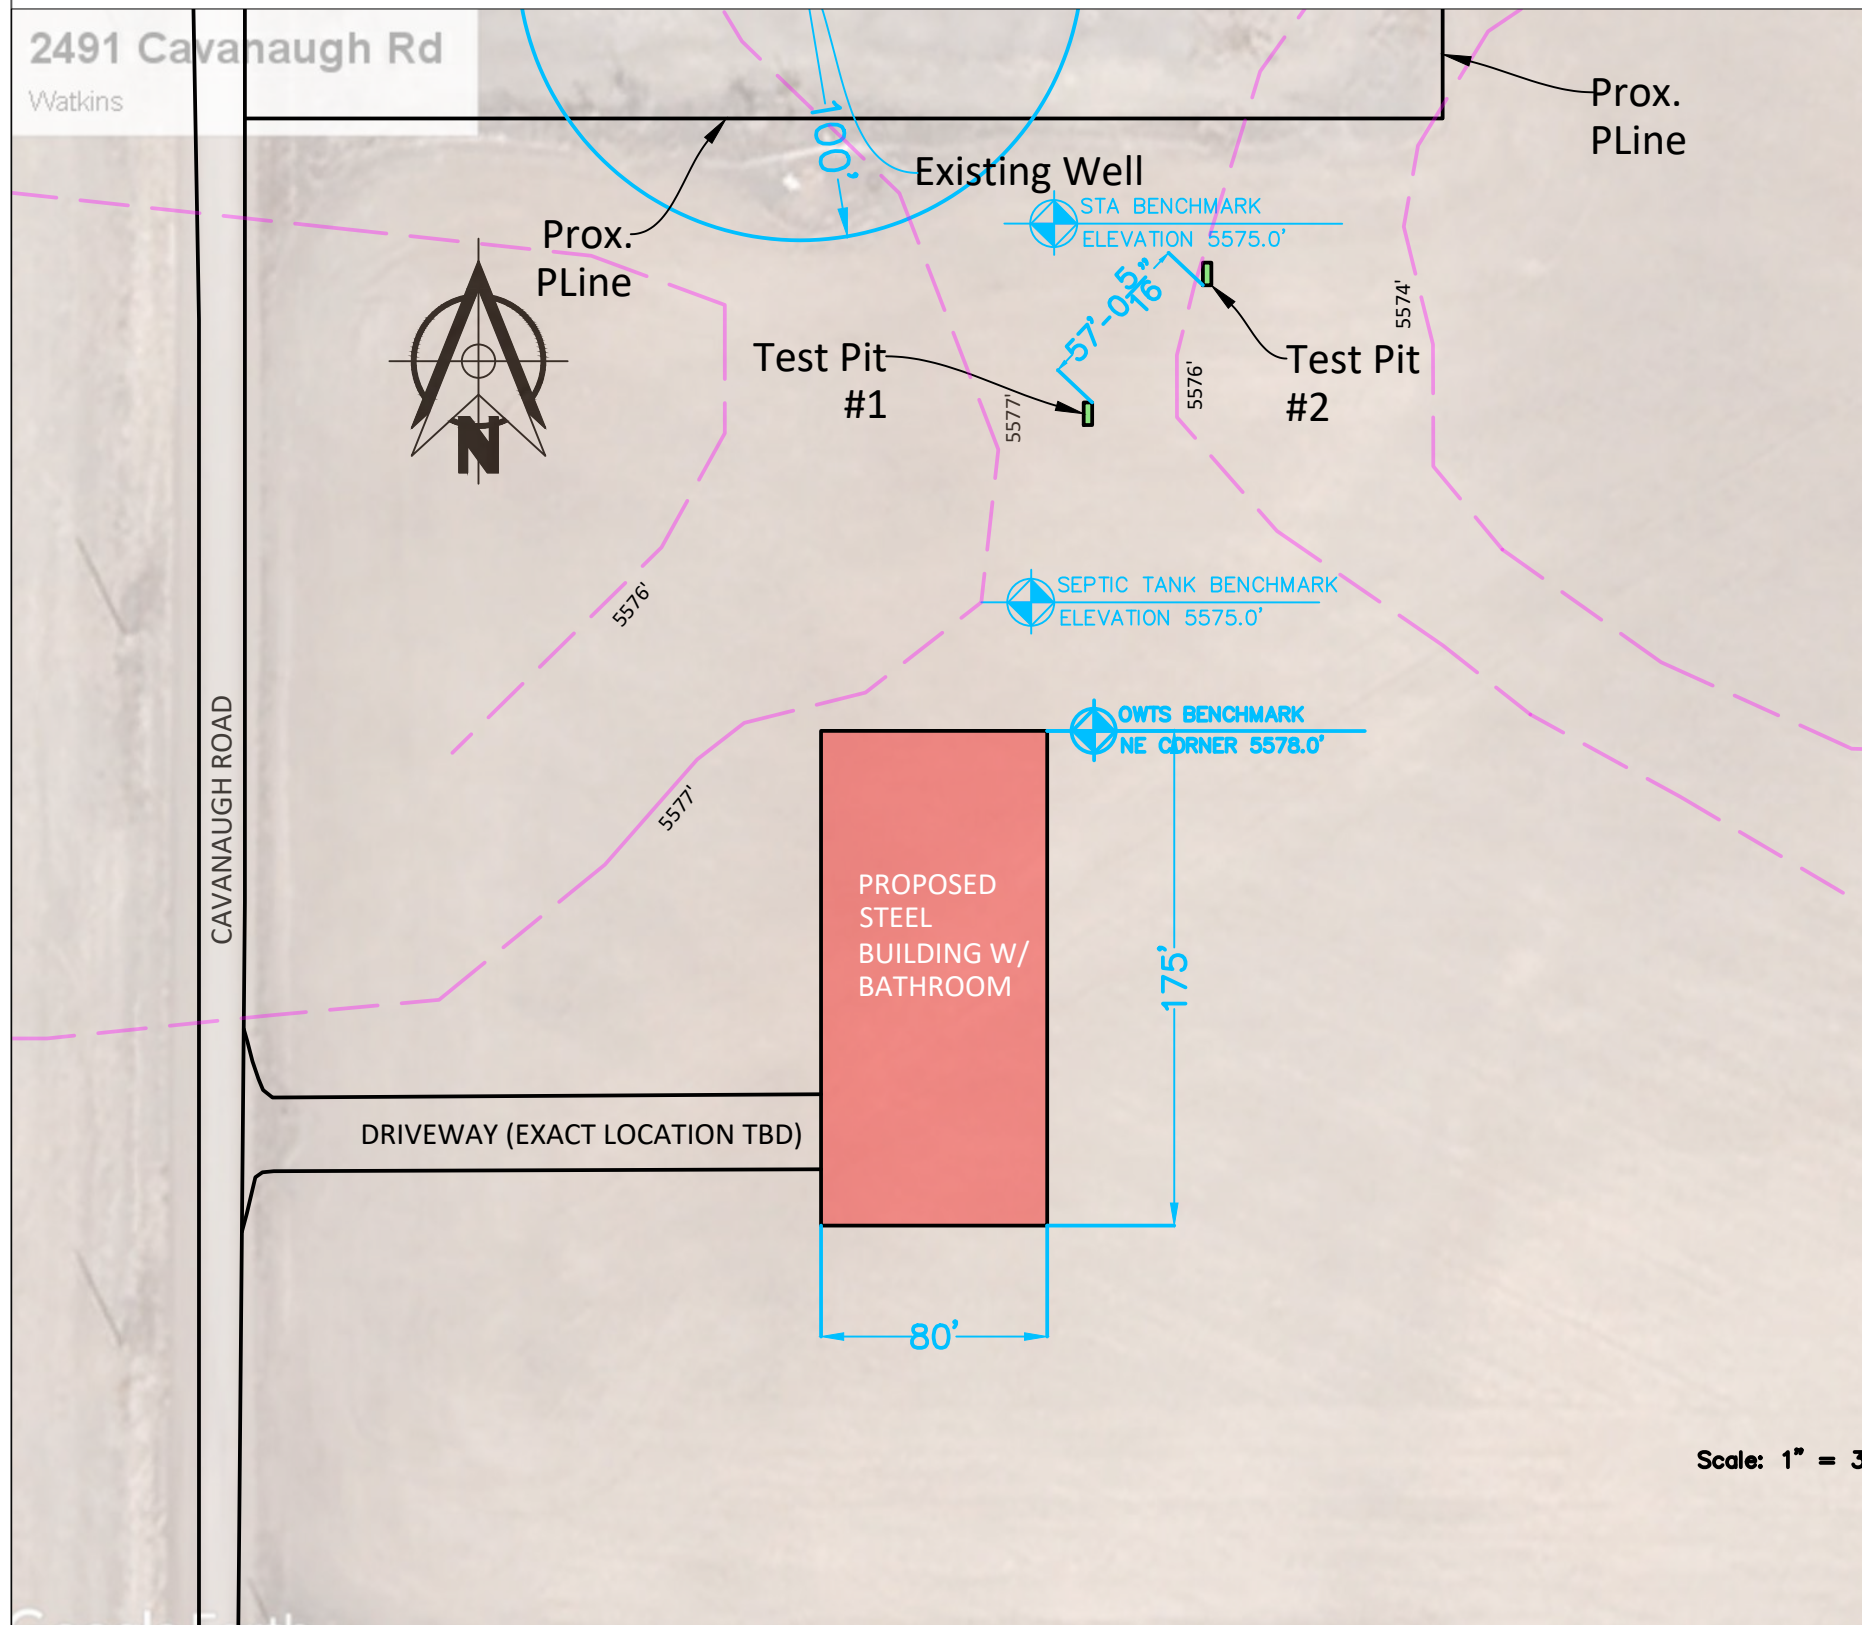 2491 Cavanaugh Rd
Watkins
Prox.
PLine
100'
Existing Well
Prox.
PLine
STA BENCHMARK
ELEVATION 5575.0'
57'-0 5/16"
Test Pit
#1
Test Pit
#2
5574'
5576'
5577'
N
SEPTIC TANK BENCHMARK
ELEVATION 5575.0'
5576'
OWTS BENCHMARK
NE CORNER 5578.0'
5577'
CAVANAUGH ROAD
PROPOSED
STEEL
BUILDING W/
BATHROOM
175'
DRIVEWAY (EXACT LOCATION TBD)
80'
Scale: 1" = 3